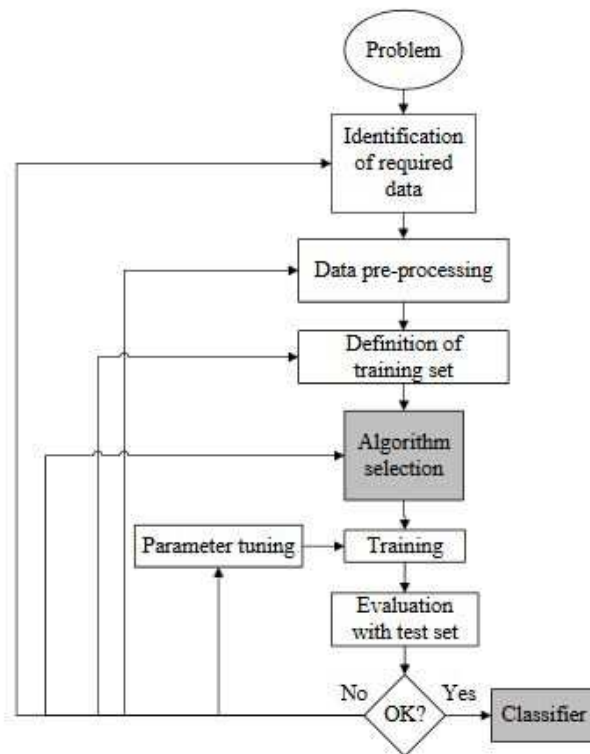 Problem
Identification
of required
data
Data pre-processing
Definition of
training set
Algorithm
selection
Parameter tuning
Training
Evaluation
with test set
No
OK?
Yes
Classifier